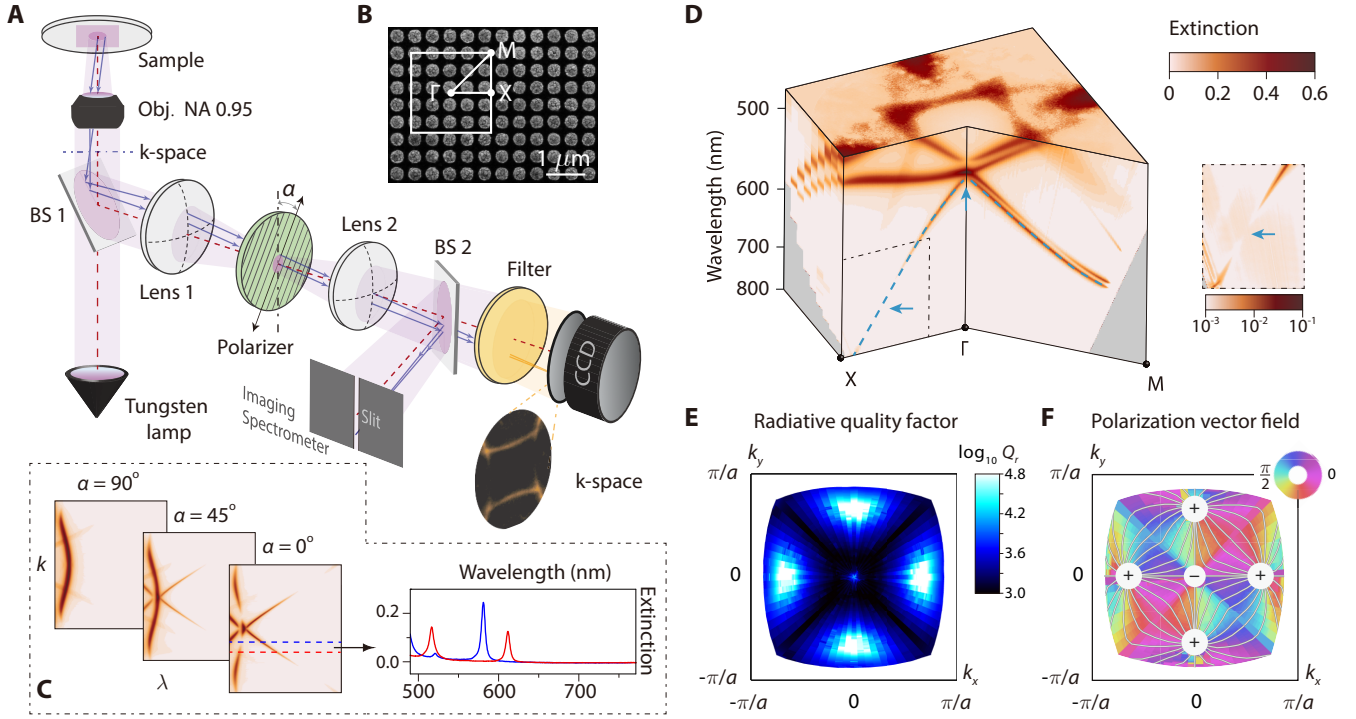 A
Sample
Obj. NA 0.95
k-space
BS 1
Lens 1
α
Polarizer
Lens 2
BS 2
Filter
CCD
Imaging
Spectrometer
Slit
Tungsten
lamp
k-space
B
M
Γ
X
1 μm
C
α = 90°
α = 45°
α = 0°
k
λ
Wavelength (nm)
Extinction
0.2
0.0
500
600
700
D
Extinction
0
0.2
0.4
0.6
Wavelength (nm)
500
600
700
800
X
Γ
M
10⁻³
10⁻²
10⁻¹
E
Radiative quality factor
k_y
π/a
0
-π/a
-π/a
0
π/a
k_x
log₁₀ Q_r
4.8
4.2
3.6
3.0
F
Polarization vector field
k_y
π/a
0
-π/a
-π/a
0
π/a
k_x
π/2
0
+
+
−
+
+